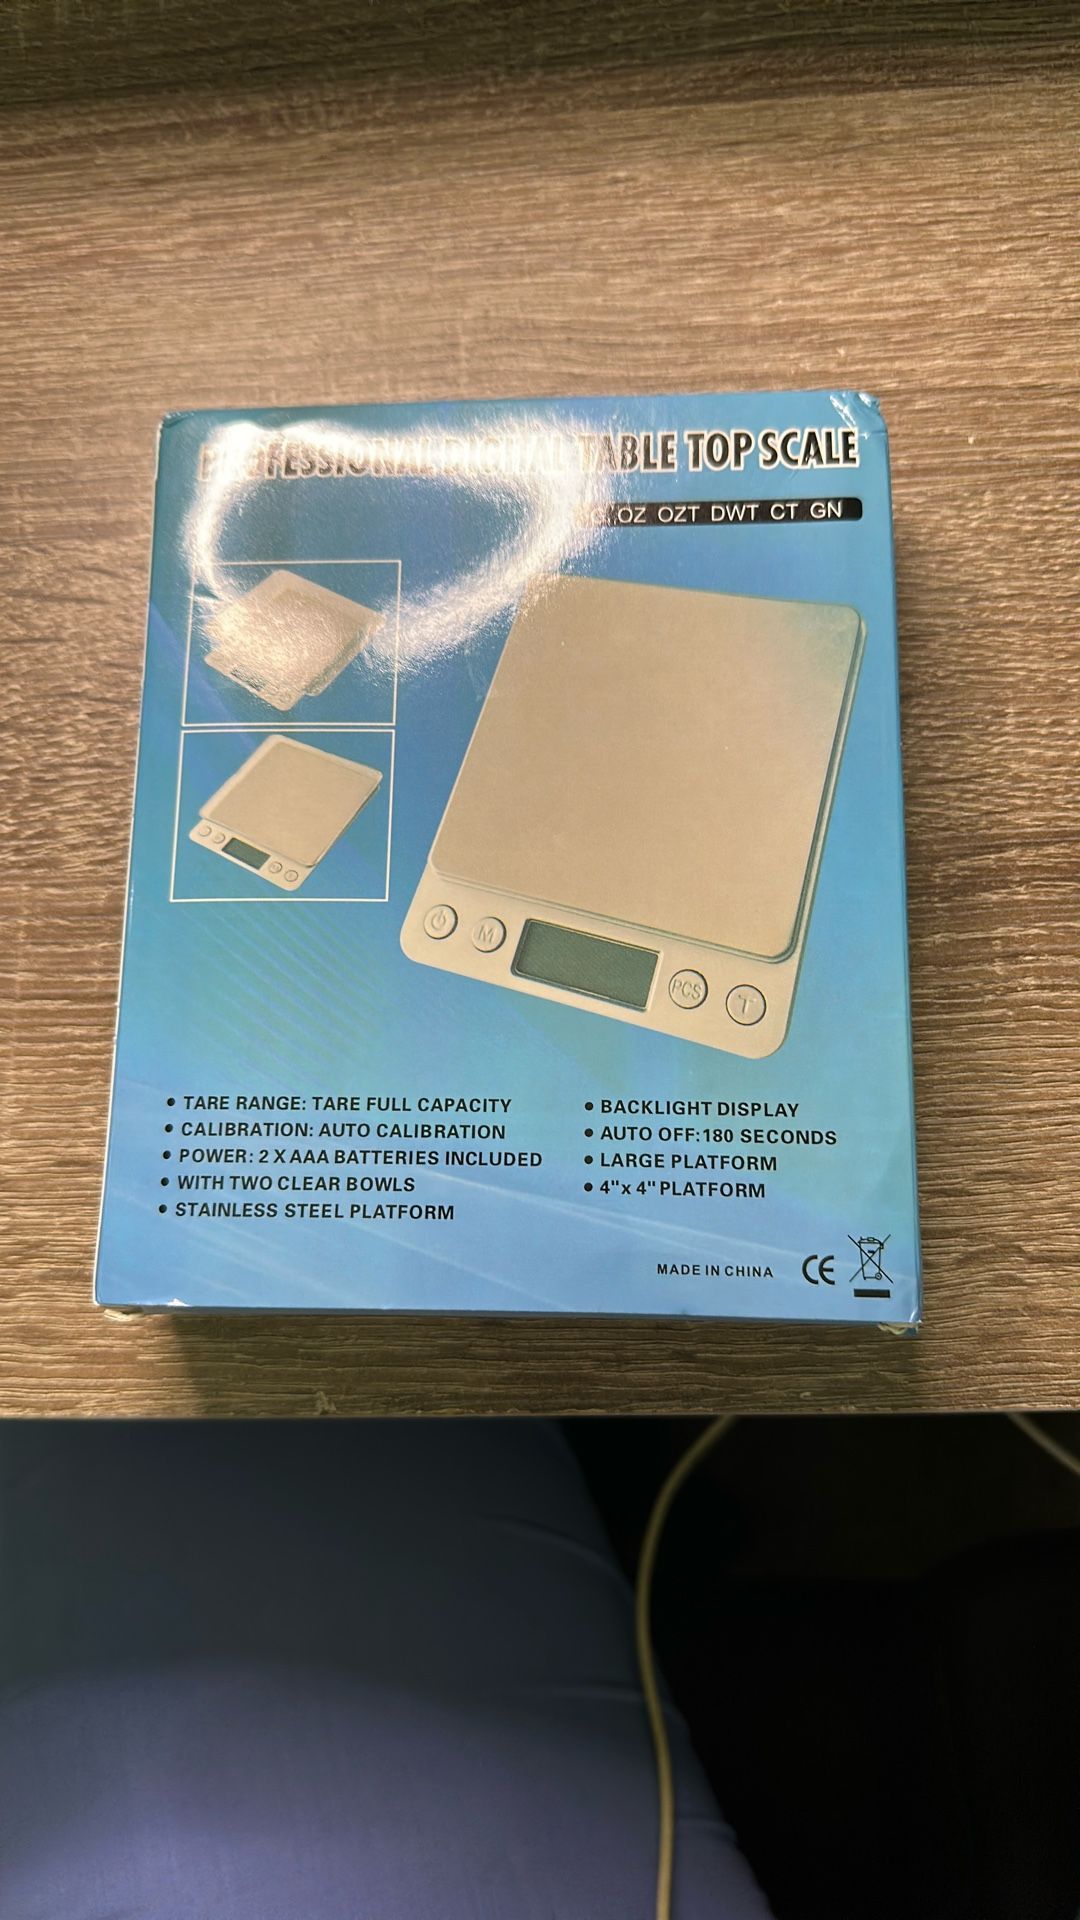 PROFESSIONAL DIGITAL TABLE TOP SCALE
OZ OZT DWT CT GN
M
PCS
T
• TARE RANGE: TARE FULL CAPACITY
• CALIBRATION: AUTO CALIBRATION
• POWER: 2 X AAA BATTERIES INCLUDED
• WITH TWO CLEAR BOWLS
• STAINLESS STEEL PLATFORM
• BACKLIGHT DISPLAY
• AUTO OFF:180 SECONDS
• LARGE PLATFORM
• 4"x 4" PLATFORM
MADE IN CHINA CE